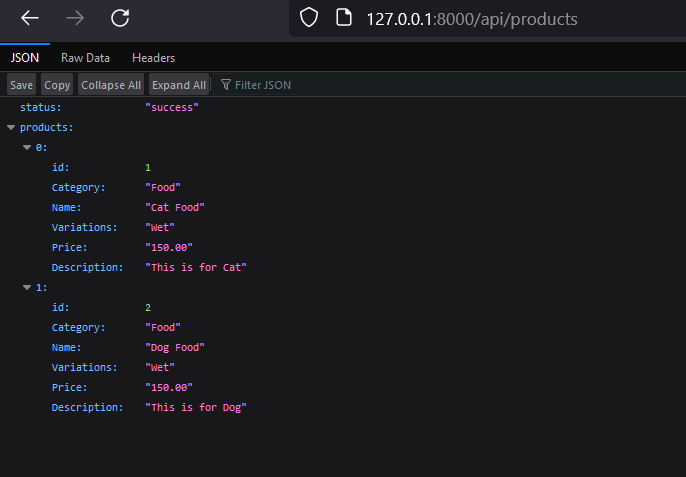 127.0.0.1:8000/api/products
JSON Raw Data Headers
Save Copy Collapse All Expand All Filter JSON
status: "success"
products:
0:
id: 1
Category: "Food"
Name: "Cat Food"
Variations: "Wet"
Price: "150.00"
Description: "This is for Cat"
1:
id: 2
Category: "Food"
Name: "Dog Food"
Variations: "Wet"
Price: "150.00"
Description: "This is for Dog"